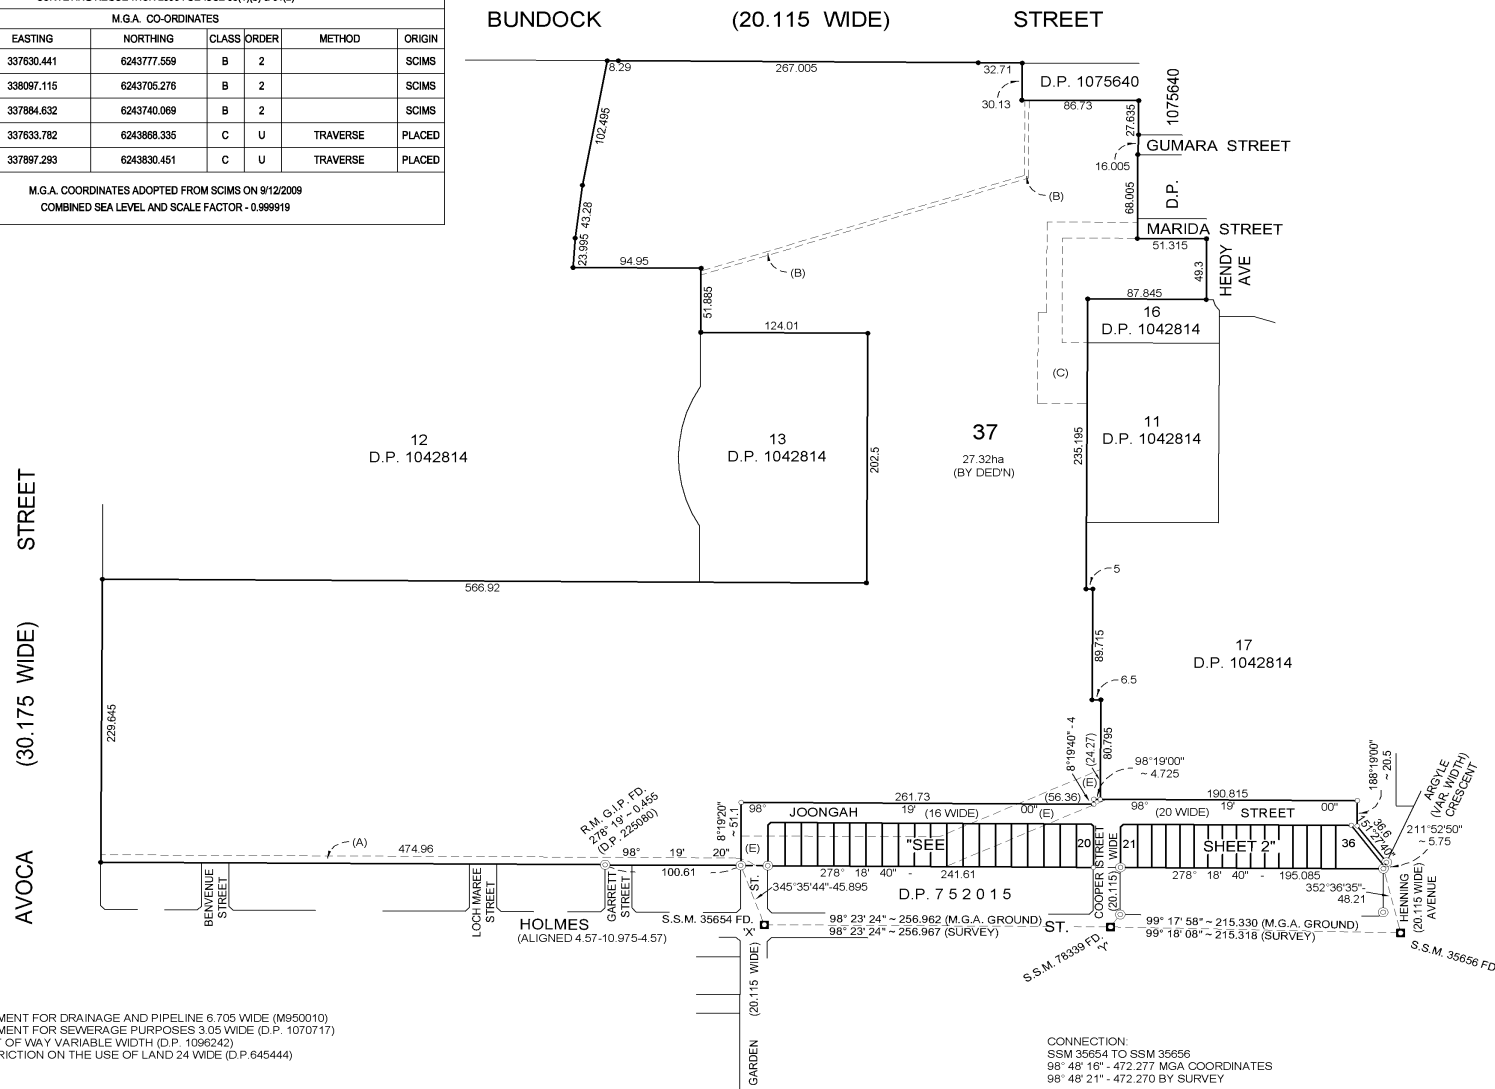 M.G.A. CO-ORDINATES
EASTING NORTHING CLASS ORDER METHOD ORIGIN
337630.441 6243777.559 B 2 SCIMS
338097.115 6243705.276 B 2 SCIMS
337884.632 6243740.069 B 2 SCIMS
337633.782 6243868.335 C U TRAVERSE PLACED
337897.293 6243830.451 C U TRAVERSE PLACED
M.G.A. COORDINATES ADOPTED FROM SCIMS ON 9/12/2009
COMBINED SEA LEVEL AND SCALE FACTOR - 0.999919
BUNDOCK (20.115 WIDE) STREET
8.29
267.005
32.71
D.P. 1075640
30.13
86.73
27.635
D.P. 1075640
102.495
GUMARA STREET
16.005
68.005
(B)
43.28
MARIDA STREET
51.315
23.995
94.95
(B)
49.3
HENDY
AVE
51.885
87.845
124.01
16
D.P. 1042814
(C)
12
D.P. 1042814
13
D.P. 1042814
202.5
37
27.32ha
(BY DED'N)
235.195
11
D.P. 1042814
AVOCA (30.175 WIDE) STREET
566.92
5
89.715
17
D.P. 1042814
6.5
229.645
80.795
8°19'40" - 4
(24.27)
(E)
98°19'00"
~ 4.725
188°19'00"
~ 20.5
ARGYLE
(VAR. WIDTH)
CRESCENT
R.M. G.I.P. FD.
278° 19' ~ 0.455
(D.P. 225080)
261.73
(56.36)
190.815
98° 19' 00"
JOONGAH (16 WIDE) (E)
98° 19' 00"
(20 WIDE) STREET
8°19'20"
~ 51.1
36.6
151°27'40"
211°52'50"
~ 5.75
(A)
474.96
98° 19' 20"
100.61
(E)
"SEE
20
21
SHEET 2"
36
278° 18' 40" - 241.61
278° 18' 40" - 195.085
ST.
345°35'44"-45.895
D.P. 752015
COOPER STREET
(20.115) WIDE
352°36'35"-
48.21
HENNING
(20.115 WIDE)
AVENUE
BENVENUE
STREET
LOCH MAREE
STREET
GARRETT
STREET
HOLMES
(ALIGNED 4.57-10.975-4.57)
S.S.M. 35654 FD.
'X'
98° 23' 24" ~ 256.962 (M.G.A. GROUND)
98° 23' 24" ~ 256.967 (SURVEY)
ST.
99° 17' 58" ~ 215.330 (M.G.A. GROUND)
99° 18' 08" ~ 215.318 (SURVEY)
S.S.M. 78339 FD.
'Y'
S.S.M. 35656 FD
GARDEN (20.115 WIDE)
MENT FOR DRAINAGE AND PIPELINE 6.705 WIDE (M950010)
MENT FOR SEWERAGE PURPOSES 3.05 WIDE (D.P. 1070717)
T OF WAY VARIABLE WIDTH (D.P. 1096242)
RICTION ON THE USE OF LAND 24 WIDE (D.P.645444)
CONNECTION:
SSM 35654 TO SSM 35656
98° 48' 16" - 472.277 MGA COORDINATES
98° 48' 21" - 472.270 BY SURVEY